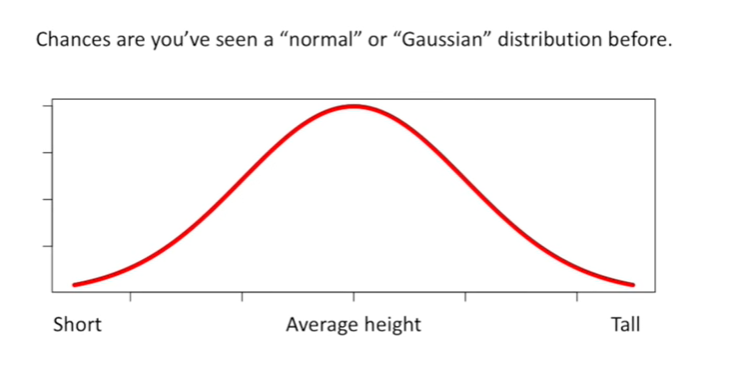 Chances are you’ve seen a “normal” or “Gaussian” distribution before.
Short Average height Tall